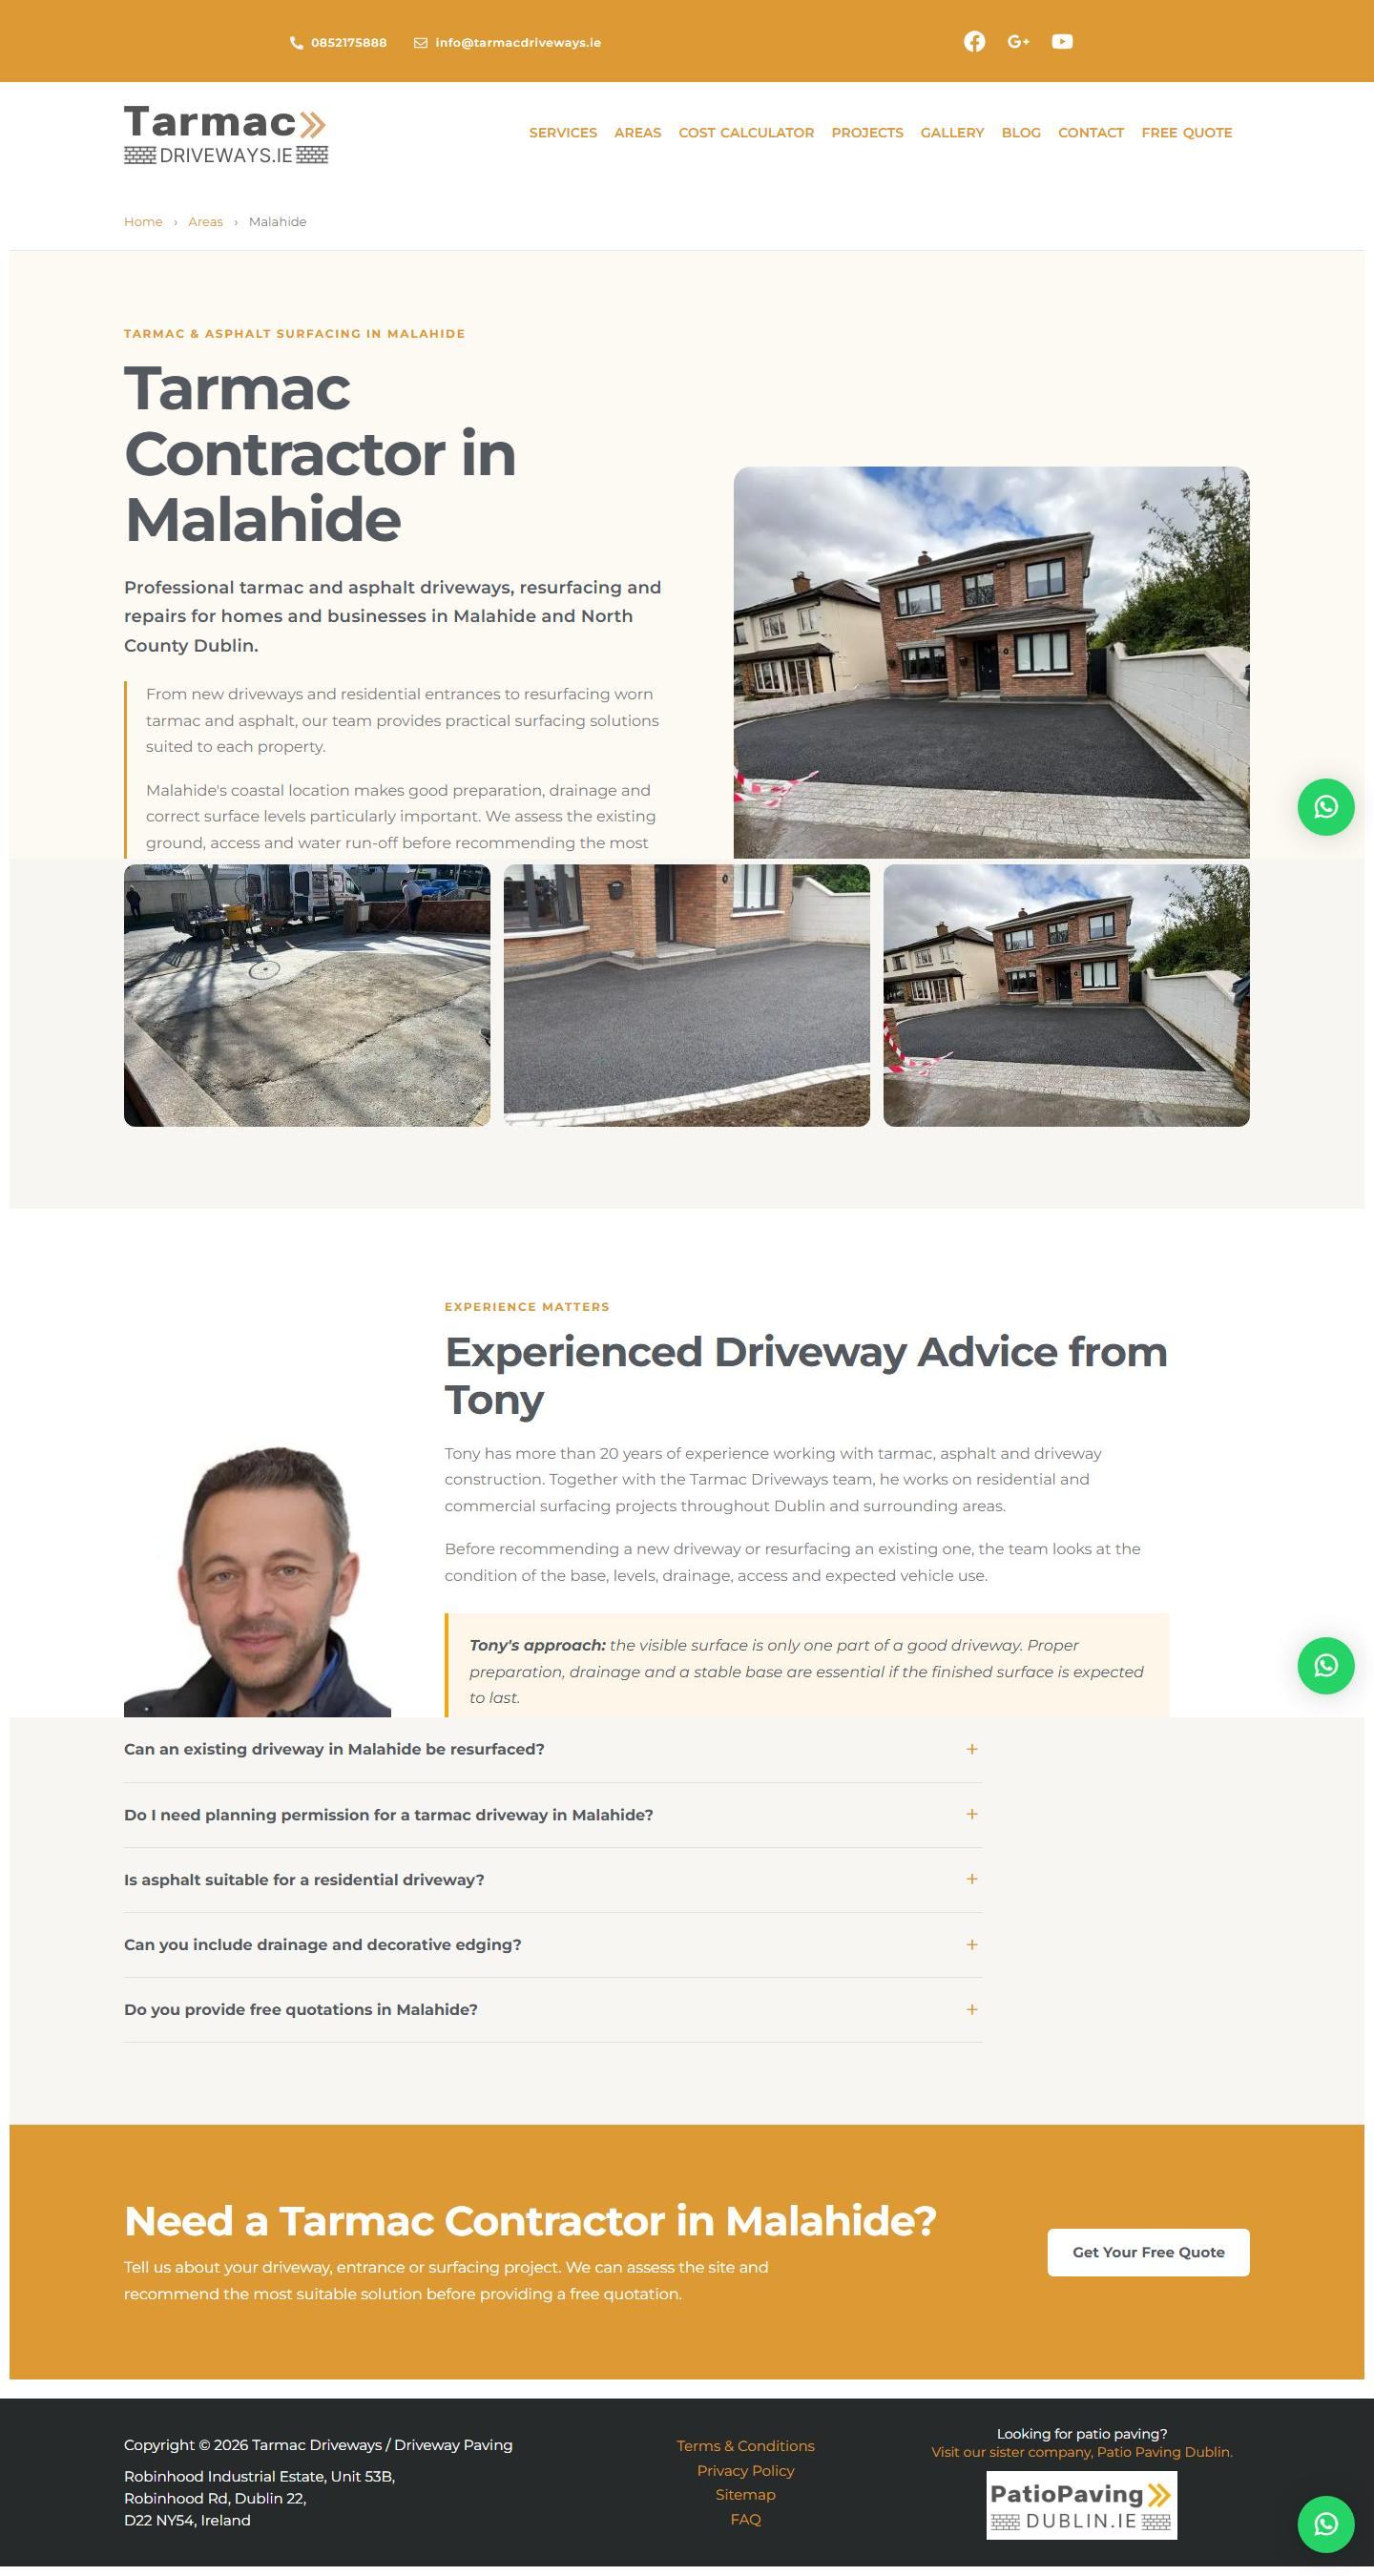 0852175888
info@tarmacdriveways.ie
Tarmac
DRIVEWAYS.IE
SERVICES AREAS COST CALCULATOR PROJECTS GALLERY BLOG CONTACT FREE QUOTE
Home › Areas › Malahide
TARMAC & ASPHALT SURFACING IN MALAHIDE
Tarmac
Contractor in
Malahide
Professional tarmac and asphalt driveways, resurfacing and
repairs for homes and businesses in Malahide and North
County Dublin.
From new driveways and residential entrances to resurfacing worn
tarmac and asphalt, our team provides practical surfacing solutions
suited to each property.
Malahide's coastal location makes good preparation, drainage and
correct surface levels particularly important. We assess the existing
ground, access and water run-off before recommending the most
EXPERIENCE MATTERS
Experienced Driveway Advice from
Tony
Tony has more than 20 years of experience working with tarmac, asphalt and driveway
construction. Together with the Tarmac Driveways team, he works on residential and
commercial surfacing projects throughout Dublin and surrounding areas.
Before recommending a new driveway or resurfacing an existing one, the team looks at the
condition of the base, levels, drainage, access and expected vehicle use.
Tony's approach: the visible surface is only one part of a good driveway. Proper
preparation, drainage and a stable base are essential if the finished surface is expected
to last.
Can an existing driveway in Malahide be resurfaced? +
Do I need planning permission for a tarmac driveway in Malahide? +
Is asphalt suitable for a residential driveway? +
Can you include drainage and decorative edging? +
Do you provide free quotations in Malahide? +
Need a Tarmac Contractor in Malahide?
Tell us about your driveway, entrance or surfacing project. We can assess the site and
recommend the most suitable solution before providing a free quotation.
Get Your Free Quote
Copyright © 2026 Tarmac Driveways / Driveway Paving
Robinhood Industrial Estate, Unit 53B,
Robinhood Rd, Dublin 22,
D22 NY54, Ireland
Terms & Conditions
Privacy Policy
Sitemap
FAQ
Looking for patio paving?
Visit our sister company, Patio Paving Dublin.
PatioPaving
DUBLIN.IE